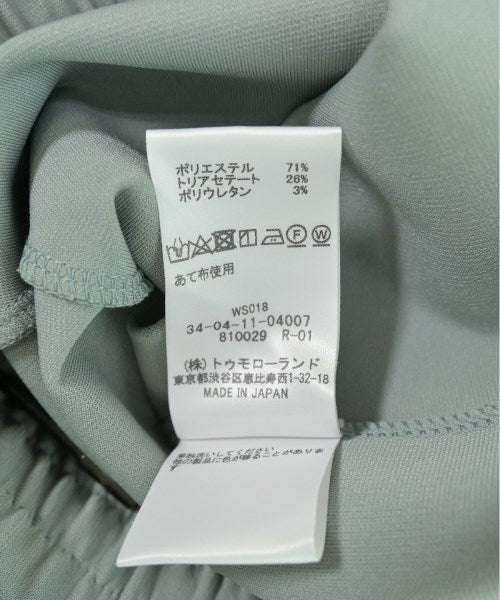 ポリエステル 71%
トリアセテート 26%
ポリウレタン 3%
F W
あて布使用
WS018
34-04-11-04007
810029 R-01
(株)トゥモローランド
東京都渋谷区恵比寿西1-32-18
MADE IN JAPAN